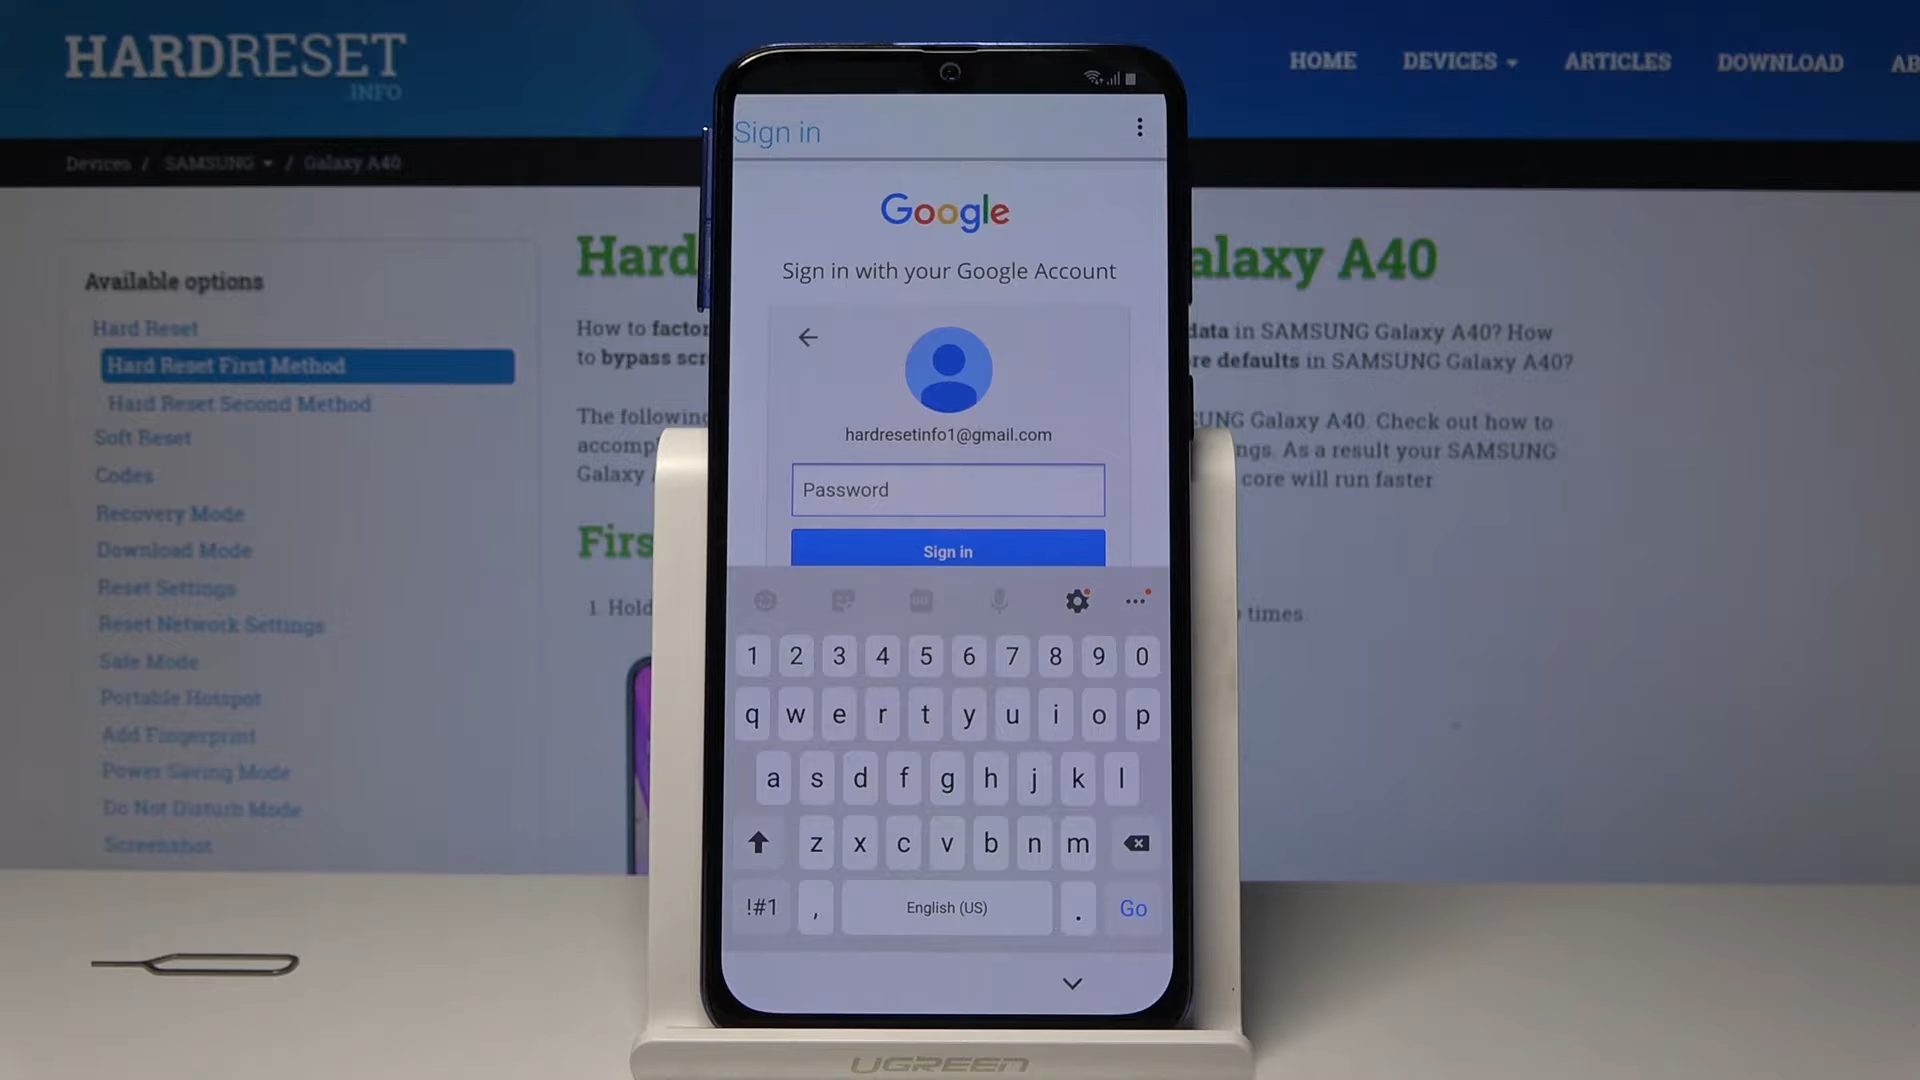 HARDRESET
.INFO
HOME
DEVICES
ARTICLES
DOWNLOAD
AB
Devices /
SAMSUNG
/ Galaxy A40
Available options
Hard Reset
Hard Reset First Method
Hard Reset Second Method
Soft Reset
Codes
Recovery Mode
Download Mode
Reset Settings
Reset Network Settings
Safe Mode
Portable Hotspot
Add Fingerprint
Power Saving Mode
Do Not Disturb Mode
Screenshot
Hard
alaxy A40
How to factor
data in SAMSUNG Galaxy A40? How
to bypass scr
re defaults in SAMSUNG Galaxy A40?
The following
SUNG Galaxy A40. Check out how to
accomp
ngs. As a result your SAMSUNG
Galaxy
core will run faster
Firs
1. Hold
times.
Sign in
Google
Sign in with your Google Account
hardresetinfo1@gmail.com
Password
Sign in
1 2 3 4 5 6 7 8 9 0
q w e r t y u i o p
a s d f g h j k l
z x c v b n m
!#1 , English (US) . Go
UGREEN